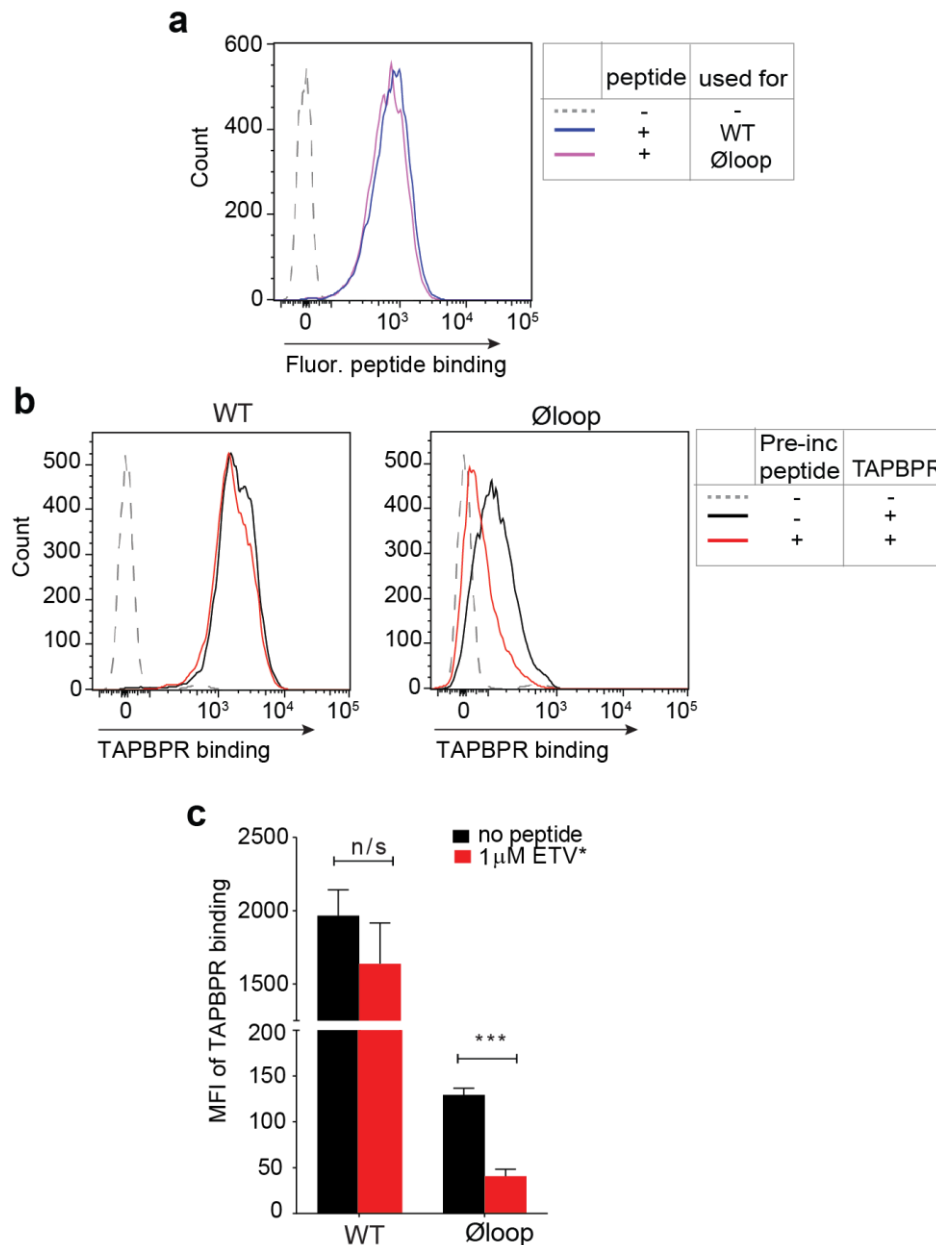 a
600
400
200
0
Count
0 10³ 10⁴ 10⁵
Fluor. peptide binding
peptide used for
- -
+ WT
+ Øloop
b
WT
500
400
300
200
100
0
Count
0 10³ 10⁴ 10⁵
TAPBPR binding
Øloop
500
400
300
200
100
0
0 10³ 10⁴ 10⁵
TAPBPR binding
Pre-inc
peptide TAPBPR
- -
- +
+ +
c
no peptide
1µM ETV*
2500
2000
1500
200
150
100
50
0
MFI of TAPBPR binding
n/s
***
WT Øloop